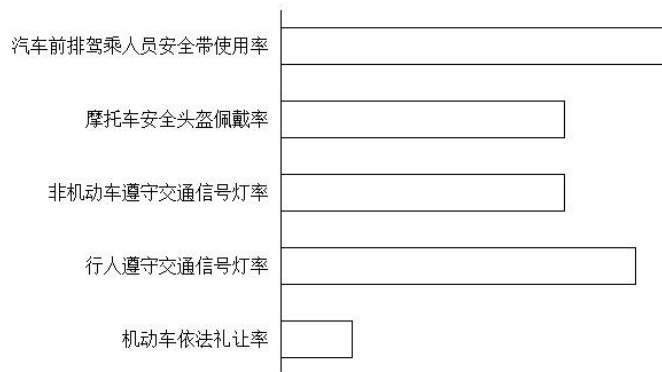 汽车前排驾乘人员安全带使用率
摩托车安全头盔佩戴率
非机动车遵守交通信号灯率
行人遵守交通信号灯率
机动车依法礼让率